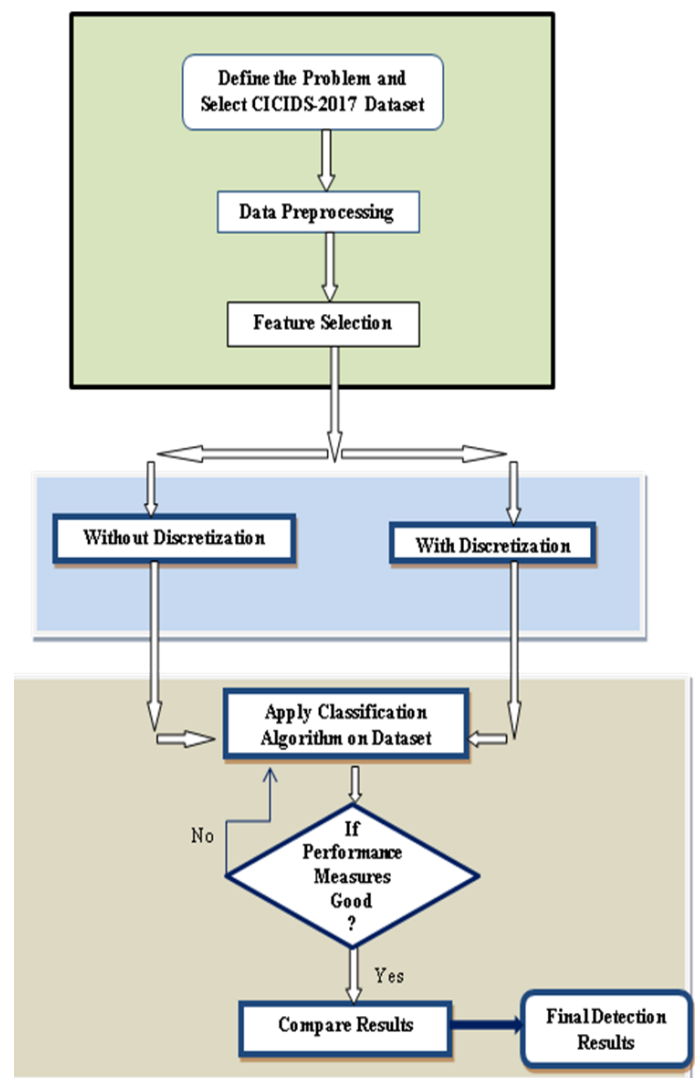 Define the Problem and
Select CICIDS-2017 Dataset
Data Preprocessing
Feature Selection
Without Discretization
With Discretization
Apply Classification
Algorithm on Dataset
No
If
Performance
Measures
Good
?
Yes
Compare Results
Final Detection
Results